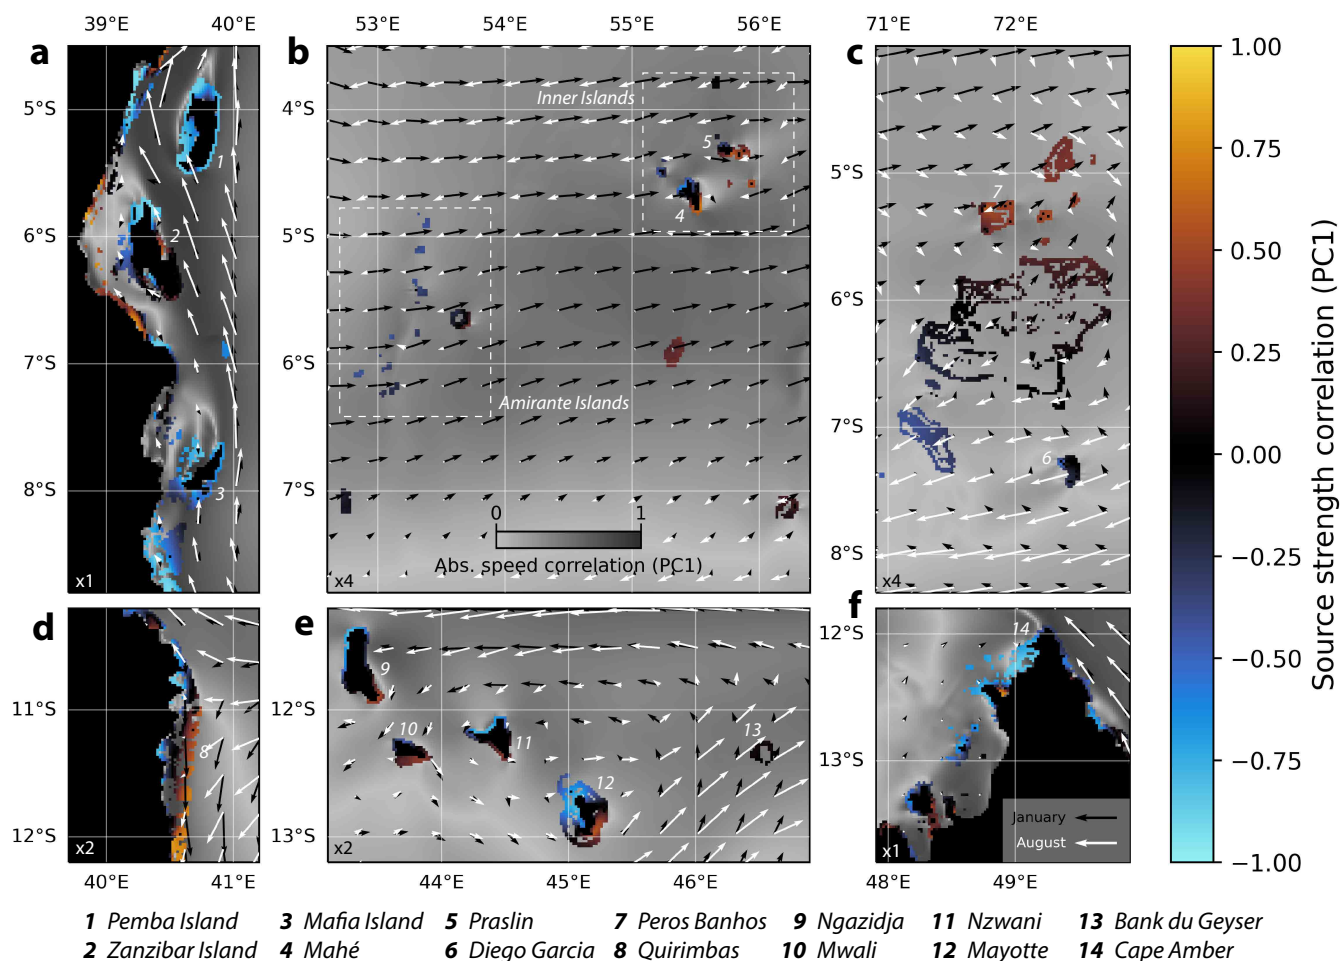 39°E 40°E 53°E 54°E 55°E 56°E 71°E 72°E
a b c
5°S 6°S 7°S 8°S
4°S 5°S 6°S 7°S
5°S 6°S 7°S 8°S
1
2
3
x1
Inner Islands
5
4
Amirante Islands
0 1
Abs. speed correlation (PC1)
x4
7
6
x4
1.00
0.75
0.50
0.25
0.00
−0.25
−0.50
−0.75
−1.00
Source strength correlation (PC1)
d e f
11°S 12°S
12°S 13°S
12°S 13°S
8
x2
9
10
11
12
13
x2
14
January
August
x1
40°E 41°E 44°E 45°E 46°E 48°E 49°E
1 Pemba Island 3 Mafia Island 5 Praslin 7 Peros Banhos 9 Ngazidja 11 Nzwani 13 Bank du Geyser
2 Zanzibar Island 4 Mahé 6 Diego Garcia 8 Quirimbas 10 Mwali 12 Mayotte 14 Cape Amber